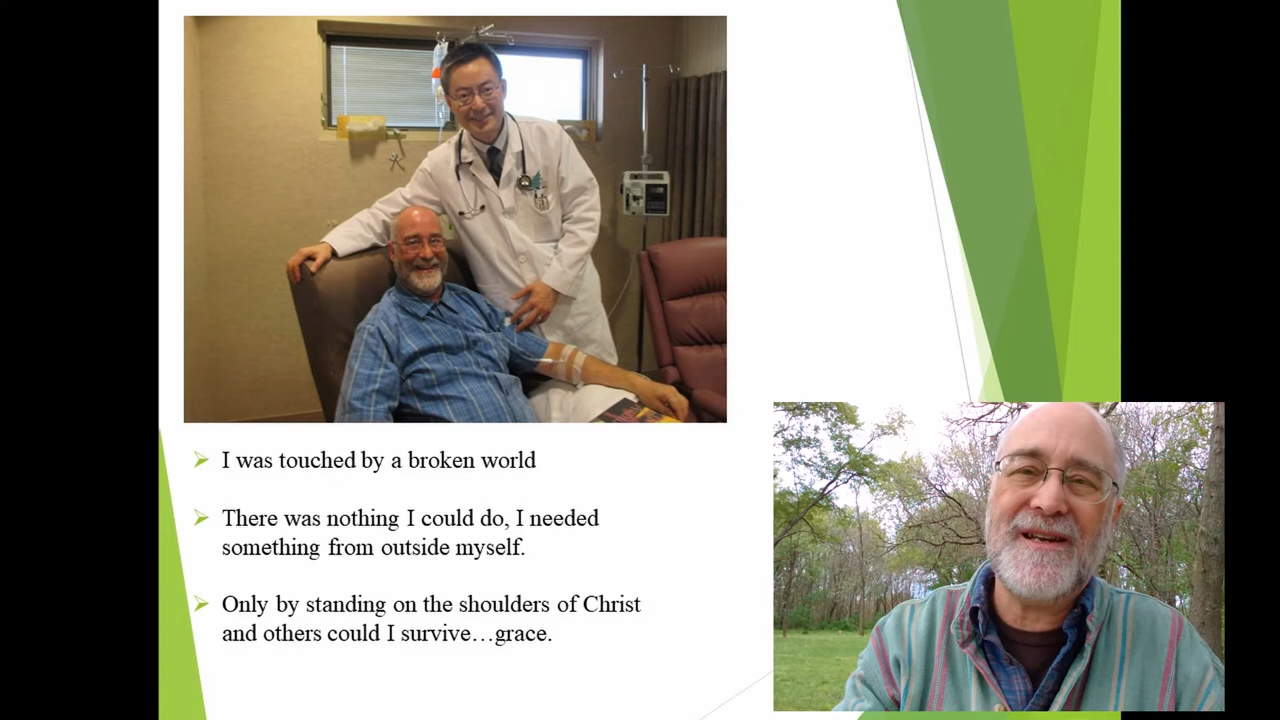 I was touched by a broken world
There was nothing I could do, I needed
something from outside myself.
Only by standing on the shoulders of Christ
and others could I survive…grace.